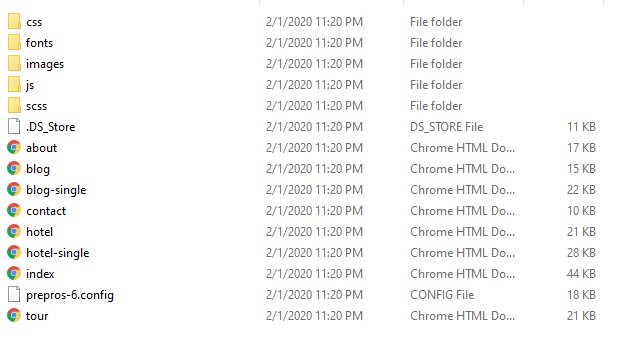 css 2/1/2020 11:20 PM File folder
fonts 2/1/2020 11:20 PM File folder
images 2/1/2020 11:20 PM File folder
js 2/1/2020 11:20 PM File folder
scss 2/1/2020 11:20 PM File folder
.DS_Store 2/1/2020 11:20 PM DS_STORE File 11 KB
about 2/1/2020 11:20 PM Chrome HTML Do... 17 KB
blog 2/1/2020 11:20 PM Chrome HTML Do... 15 KB
blog-single 2/1/2020 11:20 PM Chrome HTML Do... 22 KB
contact 2/1/2020 11:20 PM Chrome HTML Do... 10 KB
hotel 2/1/2020 11:20 PM Chrome HTML Do... 21 KB
hotel-single 2/1/2020 11:20 PM Chrome HTML Do... 28 KB
index 2/1/2020 11:20 PM Chrome HTML Do... 44 KB
prepros-6.config 2/1/2020 11:20 PM CONFIG File 18 KB
tour 2/1/2020 11:20 PM Chrome HTML Do... 21 KB